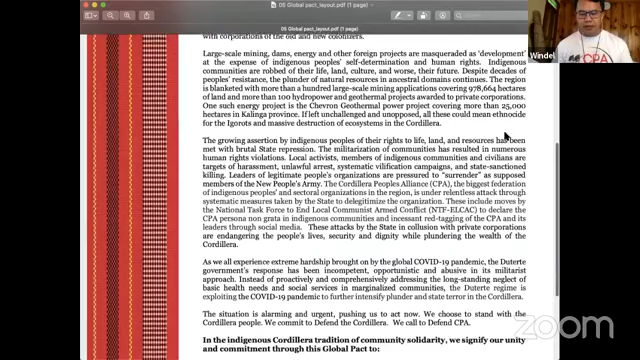 05 Global pact_layout.pdf (1 page)
05 Global pact_layout.pdf (1 page)
with corporations of the old and new colonizers.
Large-scale mining, dams, energy and other foreign projects are masqueraded as 'development'
at the expense of indigenous peoples' self-determination and human rights. Indigenous
communities are robbed of their life, land, culture, and worse, their future. Despite decades of
peoples' resistance, the plunder of natural resources in ancestral domains continues. The region
is blanketed with more than a hundred large-scale mining applications covering 978,664 hectares
of land and more than 100 hydropower and geothermal projects awarded to private corporations.
One such energy project is the Chevron Geothermal power project covering more than 25,000
hectares in Kalinga province. If left unchallenged and unopposed, all these could mean ethnocide
for the Igorots and massive destruction of ecosystems in the Cordillera.
The growing assertion by indigenous peoples of their rights to life, land, and resources has been
met with brutal State repression. The militarization of communities has resulted in numerous
human rights violations. Local activists, members of indigenous communities and civilians are
targets of harassment, unlawful arrest, systematic vilification campaigns, and state-sanctioned
killing. Leaders of legitimate people's organizations are pressured to "surrender" as supposed
members of the New People's Army. The Cordillera Peoples Alliance (CPA), the biggest federation
of indigenous peoples' and sectoral organizations in the region, is under relentless attack through
systematic measures taken by the State to delegitimize the organization. These include moves by
the National Task Force to End Local Communist Armed Conflict (NTF-ELCAC) to declare the
CPA persona non grata in indigenous communities and incessant red-tagging of the CPA and its
leaders through social media. These attacks by the State in collusion with private corporations
are endangering the people's lives, security and dignity while plundering the wealth of the
Cordillera.
As we all experience extreme hardship brought on by the global COVID-19 pandemic, the Duterte
government's response has been incompetent, opportunistic and abusive in its militarist
approach. Instead of proactively and comprehensively addressing the long-standing neglect of
basic health needs and social services in marginalized communities, the Duterte regime is
exploiting the COVID-19 pandemic to further intensify plunder and state terror in the Cordillera.
The situation is alarming and urgent, pushing us to act now. We choose to stand with the
Cordillera people. We commit to Defend the Cordillera. We call to Defend CPA.
In the indigenous Cordillera tradition of community solidarity, we signify our unity
and commitment through this Global Pact to:
Windel
CPA
zoom